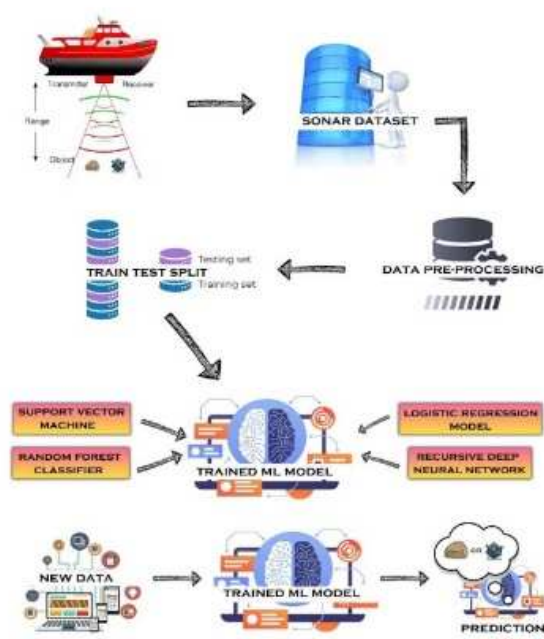 Transmitter Receiver
Range
Object
SONAR DATASET
DATA PRE-PROCESSING
Testing set
TRAIN TEST SPLIT
Training set
SUPPORT VECTOR
MACHINE
RANDOM FOREST
CLASSIFIER
TRAINED ML MODEL
LOGISTIC REGRESSION
MODEL
RECURSIVE DEEP
NEURAL NETWORK
NEW DATA
TRAINED ML MODEL
OR
PREDICTION